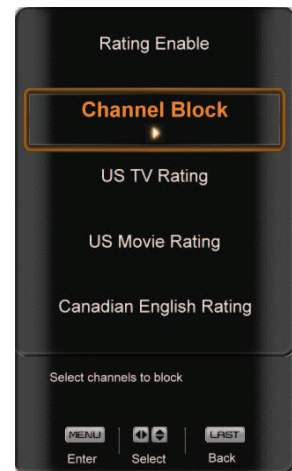 Rating Enable
Channel Block
US TV Rating
US Movie Rating
Canadian English Rating
Select channels to block
MENU LAST
Enter Select Back